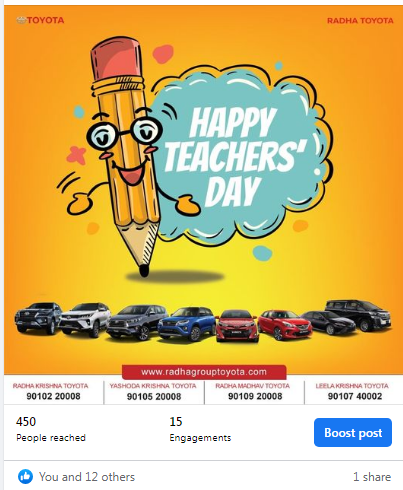 TOYOTA
RADHA TOYOTA
HAPPY
TEACHERS'
DAY
www.radhagrouptoyota.com
RADHA KRISHNA TOYOTA
90102 20008
YASHODA KRISHNA TOYOTA
90105 20008
RADHA MADHAV TOYOTA
90109 20008
LEELA KRISHNA TOYOTA
90107 40002
450
People reached
15
Engagements
Boost post
You and 12 others
1 share